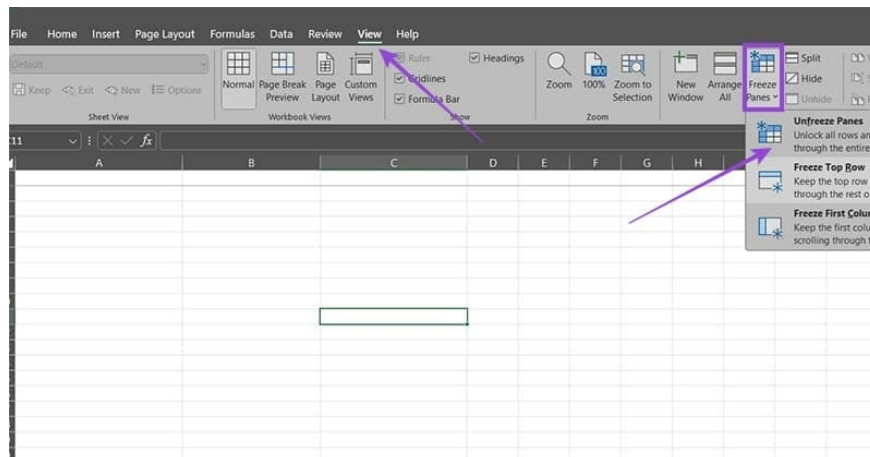 File Home Insert Page Layout Formulas Data Review View Help
Default
Keep Exit New Options
Sheet View
Normal Page Break Preview Page Layout Custom Views
Workbook Views
Ruler Headings
Gridlines
Formula Bar
Show
Zoom 100% Zoom to Selection
Zoom
New Window Arrange All Freeze Panes
Split
Hide
Unhide
Unfreeze Panes
Unlock all rows
through the entire
Freeze Top Row
Keep the top row
through the rest
Freeze First
Keep the first
scrolling through
fx
A B C D E F G H